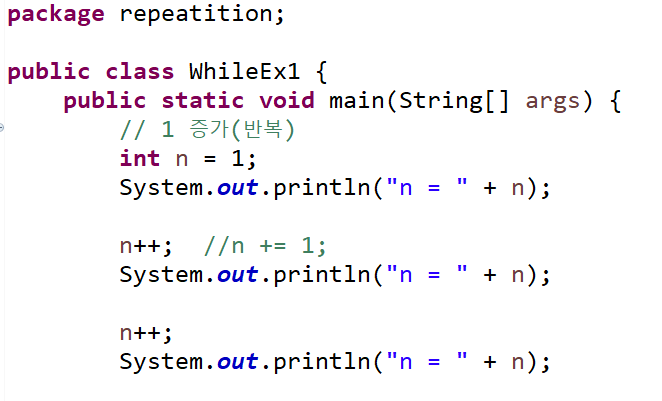 package repeatition;
public class WhileEx1 {
public static void main(String[] args) {
// 1 증가(반복)
int n = 1;
System.out.println("n = " + n);
n++;  //n += 1;
System.out.println("n = " + n);
n++;
System.out.println("n = " + n);